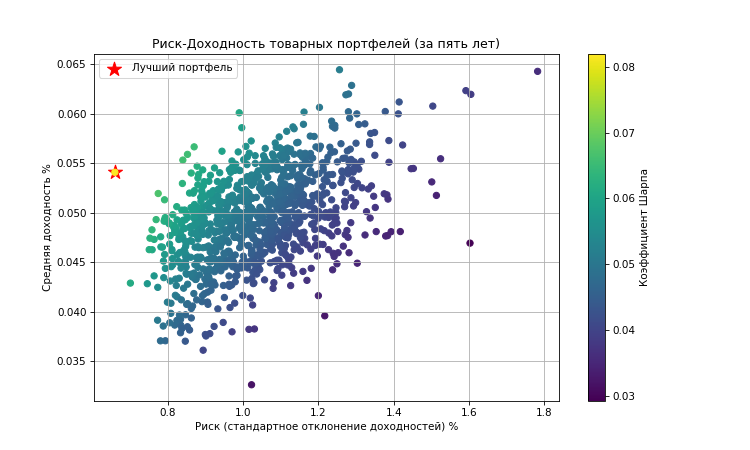 Риск-Доходность товарных портфелей (за пять лет)
Лучший портфель
Средняя доходность %
0.065
0.060
0.055
0.050
0.045
0.040
0.035
0.8 1.0 1.2 1.4 1.6 1.8
Риск (стандартное отклонение доходностей) %
0.08
0.07
0.06
0.05
0.04
0.03
Коэффициент Шарпа